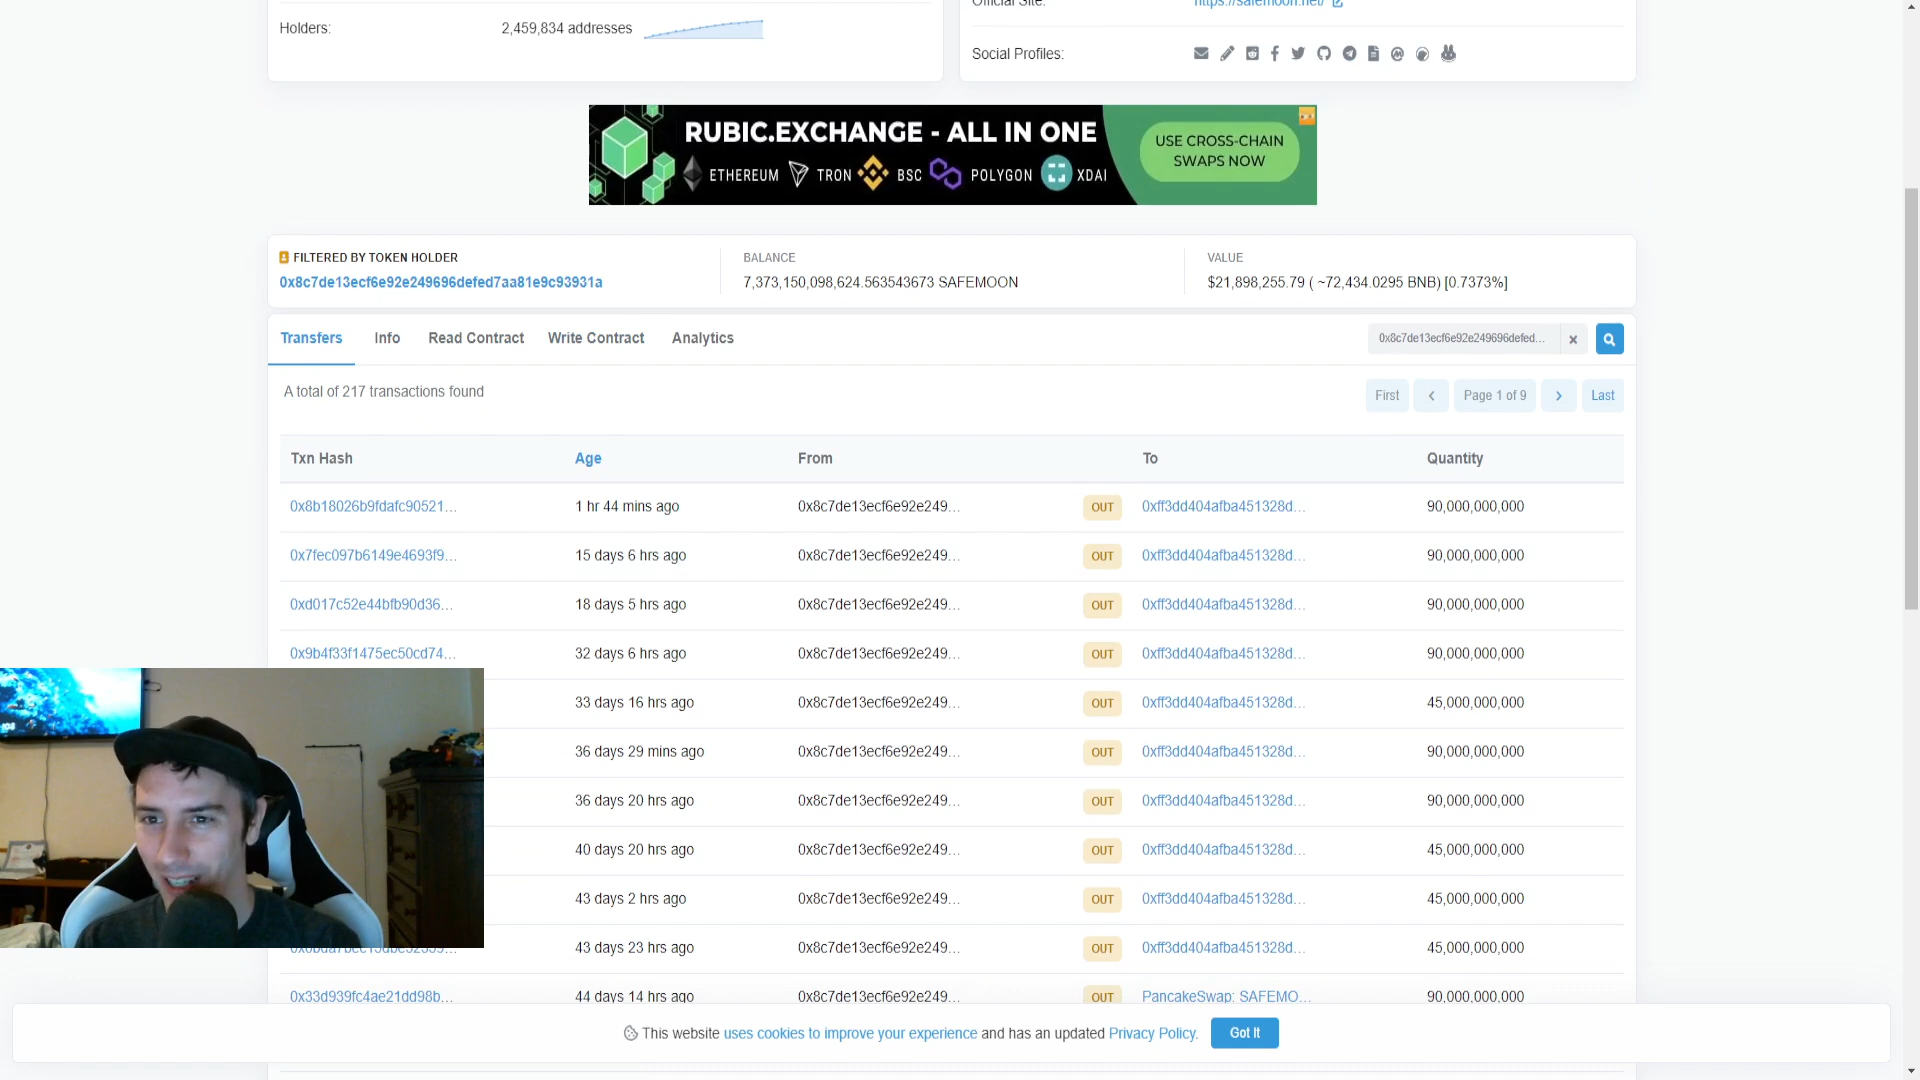 Official Site:
https://safemoon.net/
Holders:
2,459,834 addresses
Social Profiles:
RUBIC.EXCHANGE - ALL IN ONE
ETHEREUM TRON BSC POLYGON XDAI
USE CROSS-CHAIN
SWAPS NOW
FILTERED BY TOKEN HOLDER
0x8c7de13ecf6e92e249696defed7aa81e9c93931a
BALANCE
7,373,150,098,624.563543673 SAFEMOON
VALUE
$21,898,255.79 ( ~72,434.0295 BNB) [0.7373%]
Transfers Info Read Contract Write Contract Analytics
0x8c7de13ecf6e92e249696defed...
A total of 217 transactions found
First Page 1 of 9 Last
Txn Hash Age From To Quantity
0x8b18026b9fdafc90521... 1 hr 44 mins ago 0x8c7de13ecf6e92e249... OUT 0xff3dd404afba451328d... 90,000,000,000
0x7fec097b6149e4693f9... 15 days 6 hrs ago 0x8c7de13ecf6e92e249... OUT 0xff3dd404afba451328d... 90,000,000,000
0xd017c52e44bfb90d36... 18 days 5 hrs ago 0x8c7de13ecf6e92e249... OUT 0xff3dd404afba451328d... 90,000,000,000
0x9b4f33f1475ec50cd74... 32 days 6 hrs ago 0x8c7de13ecf6e92e249... OUT 0xff3dd404afba451328d... 90,000,000,000
33 days 16 hrs ago 0x8c7de13ecf6e92e249... OUT 0xff3dd404afba451328d... 45,000,000,000
36 days 29 mins ago 0x8c7de13ecf6e92e249... OUT 0xff3dd404afba451328d... 90,000,000,000
36 days 20 hrs ago 0x8c7de13ecf6e92e249... OUT 0xff3dd404afba451328d... 90,000,000,000
40 days 20 hrs ago 0x8c7de13ecf6e92e249... OUT 0xff3dd404afba451328d... 45,000,000,000
43 days 2 hrs ago 0x8c7de13ecf6e92e249... OUT 0xff3dd404afba451328d... 45,000,000,000
43 days 23 hrs ago 0x8c7de13ecf6e92e249... OUT 0xff3dd404afba451328d... 45,000,000,000
0x33d939fc4ae21dd98b... 44 days 14 hrs ago 0x8c7de13ecf6e92e249... OUT PancakeSwap: SAFEMO... 90,000,000,000
This website uses cookies to improve your experience and has an updated Privacy Policy. Got It